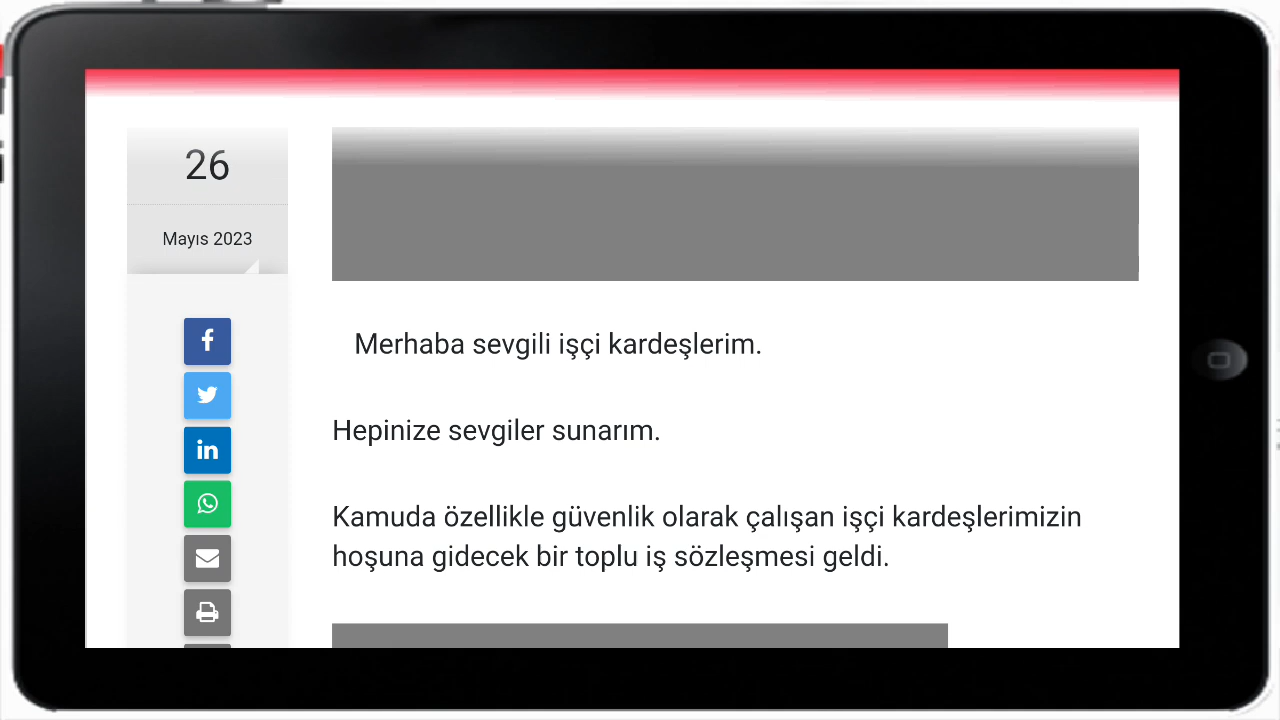 26
Mayıs 2023
Merhaba sevgili işçi kardeşlerim.
Hepinize sevgiler sunarım.
Kamuda özellikle güvenlik olarak çalışan işçi kardeşlerimizin
hoşuna gidecek bir toplu iş sözleşmesi geldi.